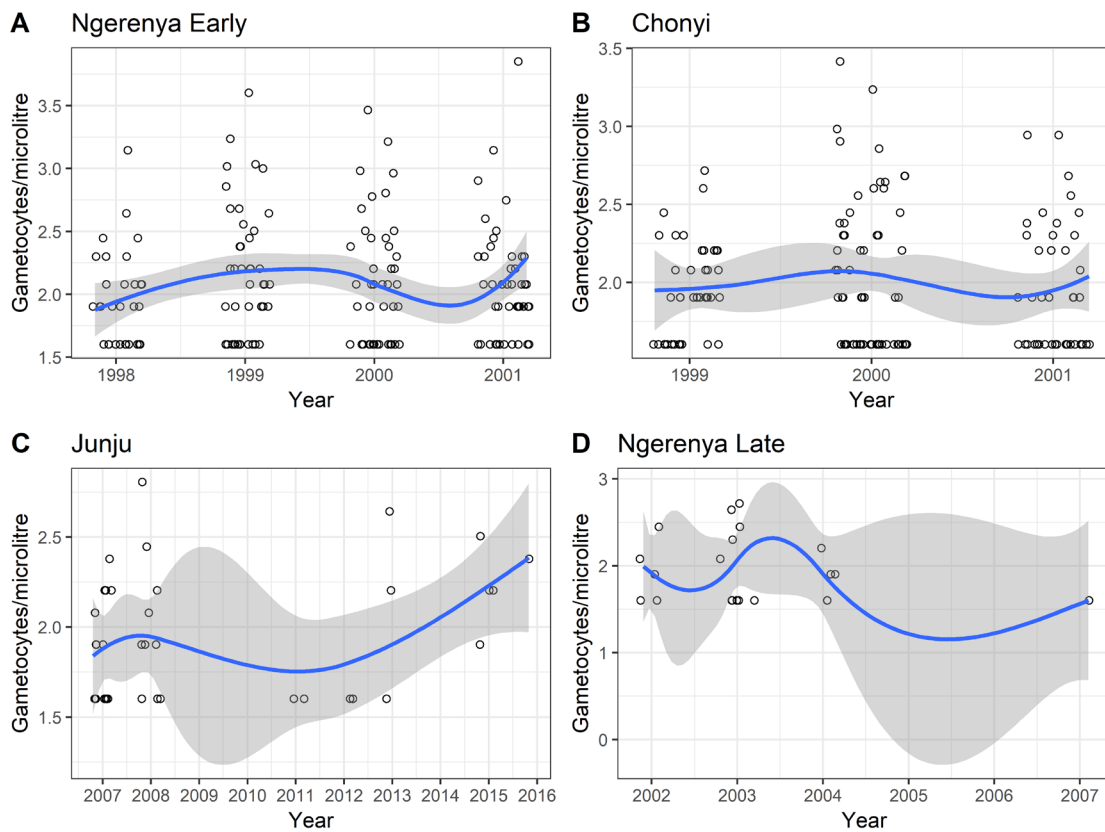 A Ngerenya Early
Gametocytes/microlitre
3.5
3.0
2.5
2.0
1.5
1998 1999 2000 2001
Year
B Chonyi
Gametocytes/microlitre
3.5
3.0
2.5
2.0
1999 2000 2001
Year
C Junju
Gametocytes/microlitre
2.5
2.0
1.5
2007 2008 2009 2010 2011 2012 2013 2014 2015 2016
Year
D Ngerenya Late
Gametocytes/microlitre
3
2
1
0
2002 2003 2004 2005 2006 2007
Year